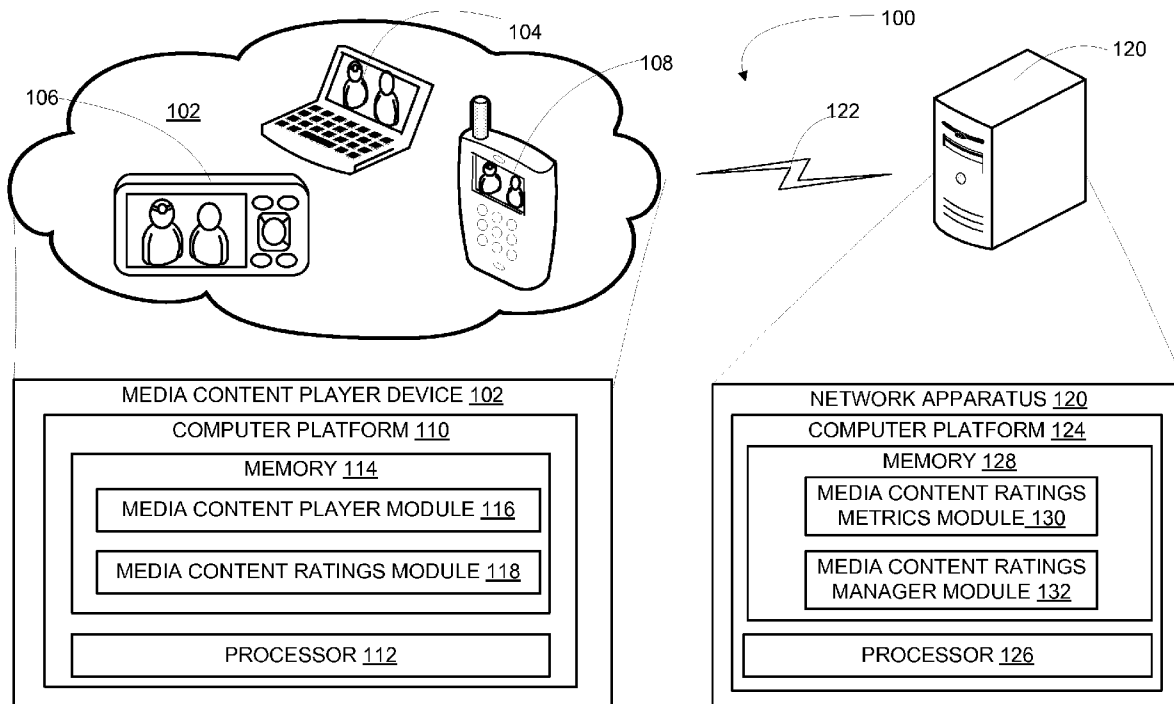 104
100
120
108
106
102
122
MEDIA CONTENT PLAYER DEVICE 102
COMPUTER PLATFORM 110
MEMORY 114
MEDIA CONTENT PLAYER MODULE 116
MEDIA CONTENT RATINGS MODULE 118
PROCESSOR 112
NETWORK APPARATUS 120
COMPUTER PLATFORM 124
MEMORY 128
MEDIA CONTENT RATINGS
METRICS MODULE 130
MEDIA CONTENT RATINGS
MANAGER MODULE 132
PROCESSOR 126